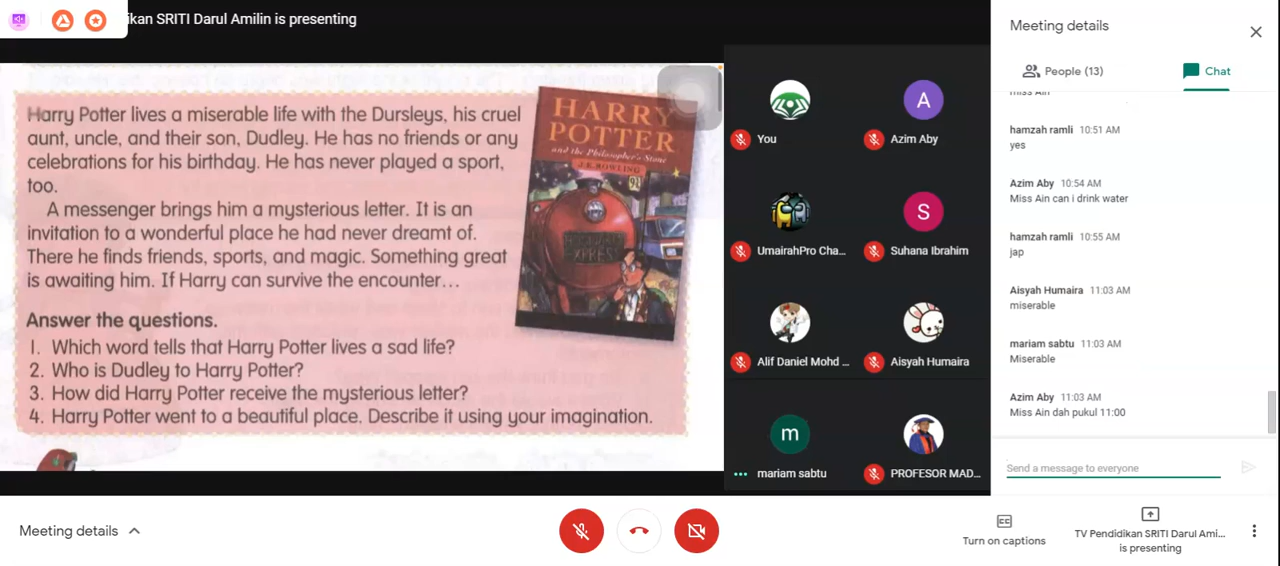 ikan SRITI Darul Amilin is presenting
Harry Potter lives a miserable life with the Dursleys, his cruel
aunt, uncle, and their son, Dudley. He has no friends or any
celebrations for his birthday. He has never played a sport,
too.
A messenger brings him a mysterious letter. It is an
invitation to a wonderful place he had never dreamt of.
There he finds friends, sports, and magic. Something great
is awaiting him. If Harry can survive the encounter...
Answer the questions.
1. Which word tells that Harry Potter lives a sad life?
2. Who is Dudley to Harry Potter?
3. How did Harry Potter receive the mysterious letter?
4. Harry Potter went to a beautiful place. Describe it using your imagination.
HARRY
POTTER
and the Philosopher's Stone
J.K. ROWLING
EXPRESS
You
Azim Aby
A
UmairahPro Cha...
Suhana Ibrahim
S
Alif Daniel Mohd ...
Aisyah Humaira
mariam sabtu
m
PROFESOR MAD...
Meeting details
People (13)
Chat
miss Ain
hamzah ramli 10:51 AM
yes
Azim Aby 10:54 AM
Miss Ain can i drink water
hamzah ramli 10:55 AM
jap
Aisyah Humaira 11:03 AM
miserable
mariam sabtu 11:03 AM
Miserable
Azim Aby 11:03 AM
Miss Ain dah pukul 11:00
Send a message to everyone
Meeting details
Turn on captions
TV Pendidikan SRITI Darul Ami...
is presenting